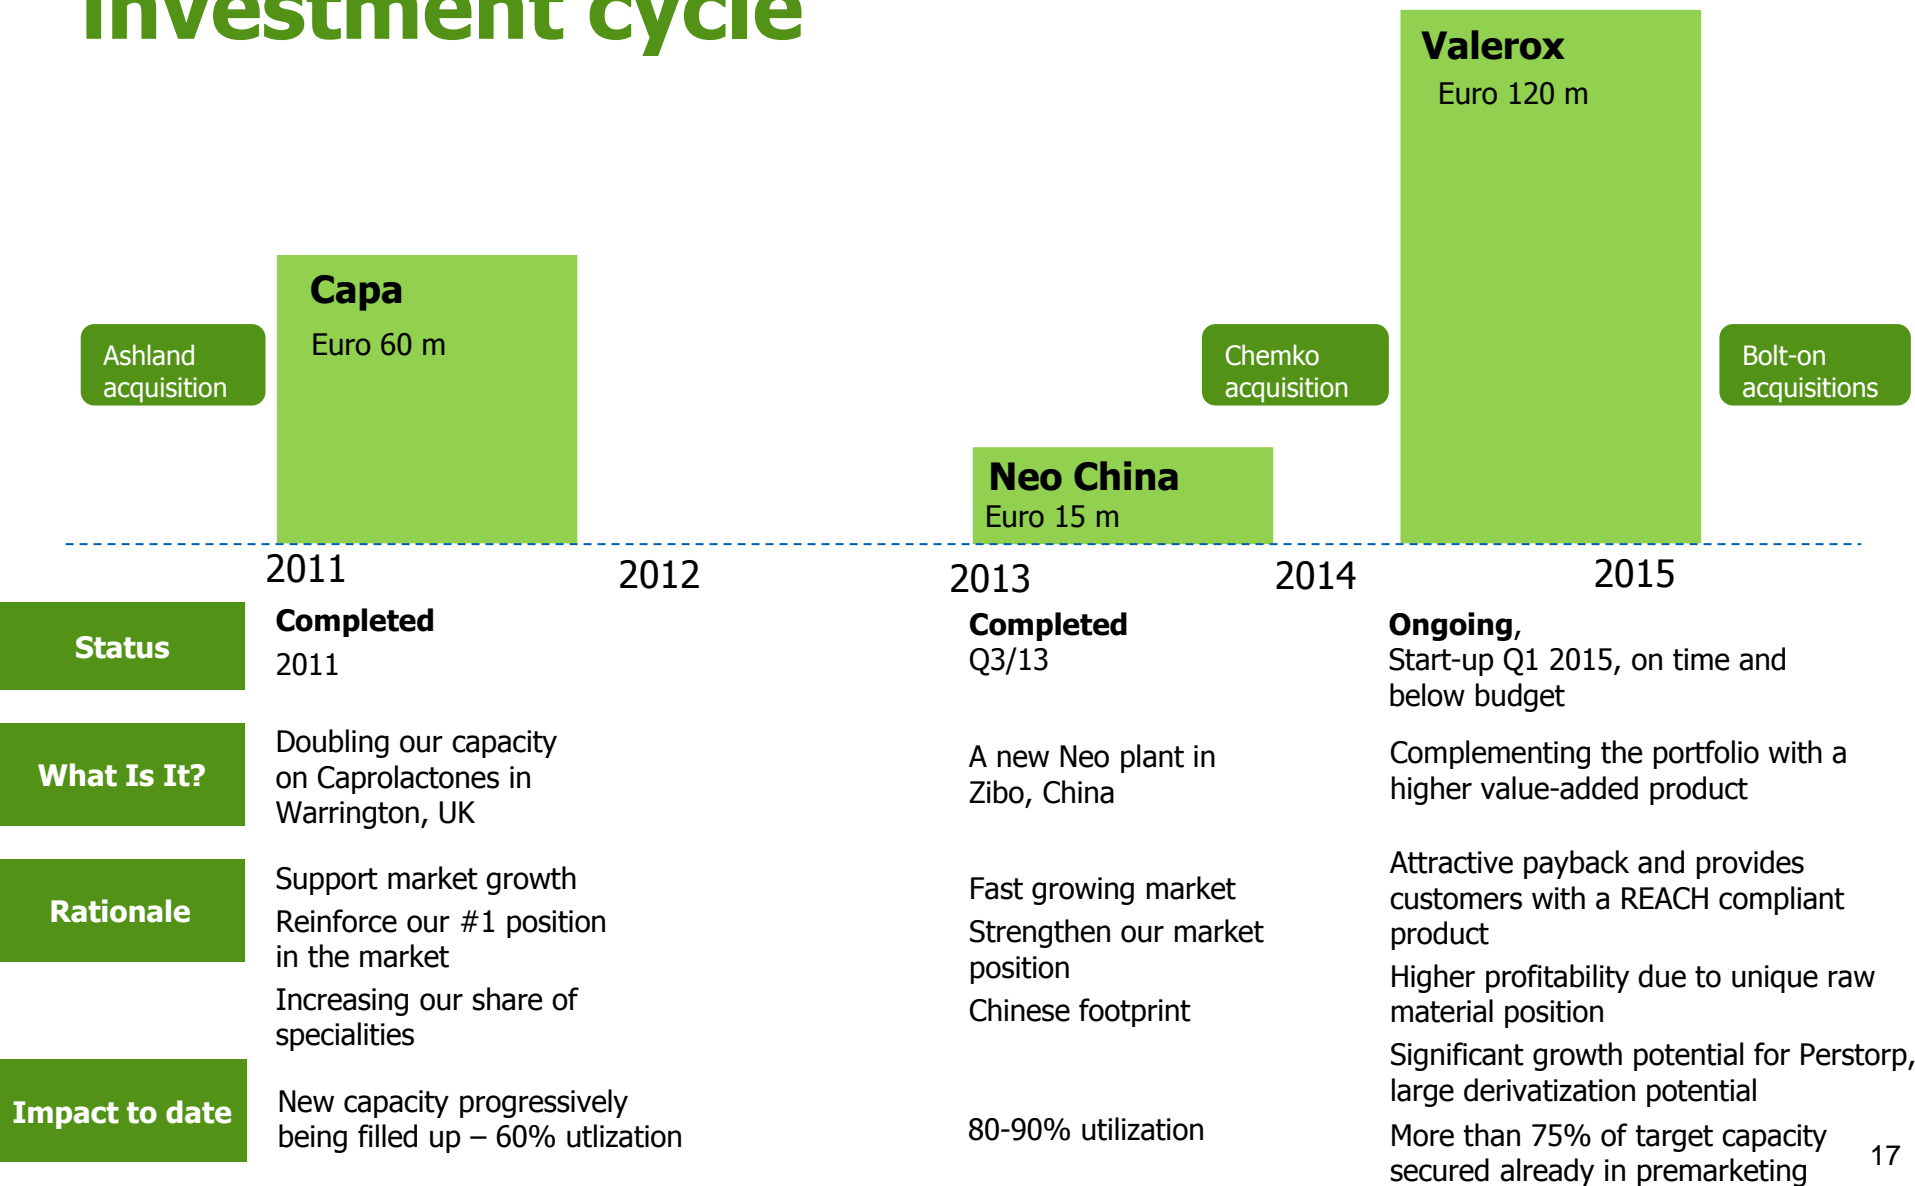 investment cycle
Valerox
Euro 120 m
Capa
Euro 60 m
Ashland
acquisition
Chemko
acquisition
Bolt-on
acquisitions
Neo China
Euro 15 m
2011
2012
2013
2014
2015
Status
Completed
2011
Completed
Q3/13
Ongoing,
Start-up Q1 2015, on time and
below budget
What Is It?
Doubling our capacity
on Caprolactones in
Warrington, UK
A new Neo plant in
Zibo, China
Complementing the portfolio with a
higher value-added product
Rationale
Support market growth
Reinforce our #1 position
in the market
Increasing our share of
specialities
Fast growing market
Strengthen our market
position
Chinese footprint
Attractive payback and provides
customers with a REACH compliant
product
Higher profitability due to unique raw
material position
Significant growth potential for Perstorp,
large derivatization potential
Impact to date
New capacity progressively
being filled up – 60% utlization
80-90% utilization
More than 75% of target capacity
secured already in premarketing
17